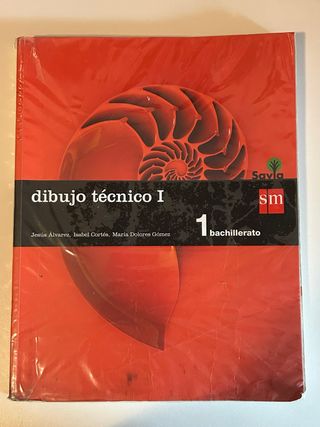 Savia
sm
dibujo técnico I
Jesús Álvarez, Isabel Cortés, María Dolores Gómez
1 bachillerato